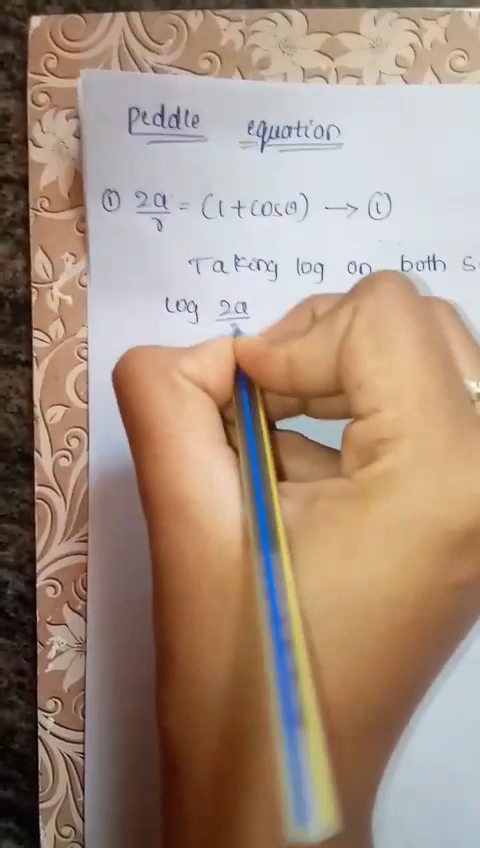 peddle equation
① 2a/r = (1+cosθ) → ①
Taking log on both s
log 2a